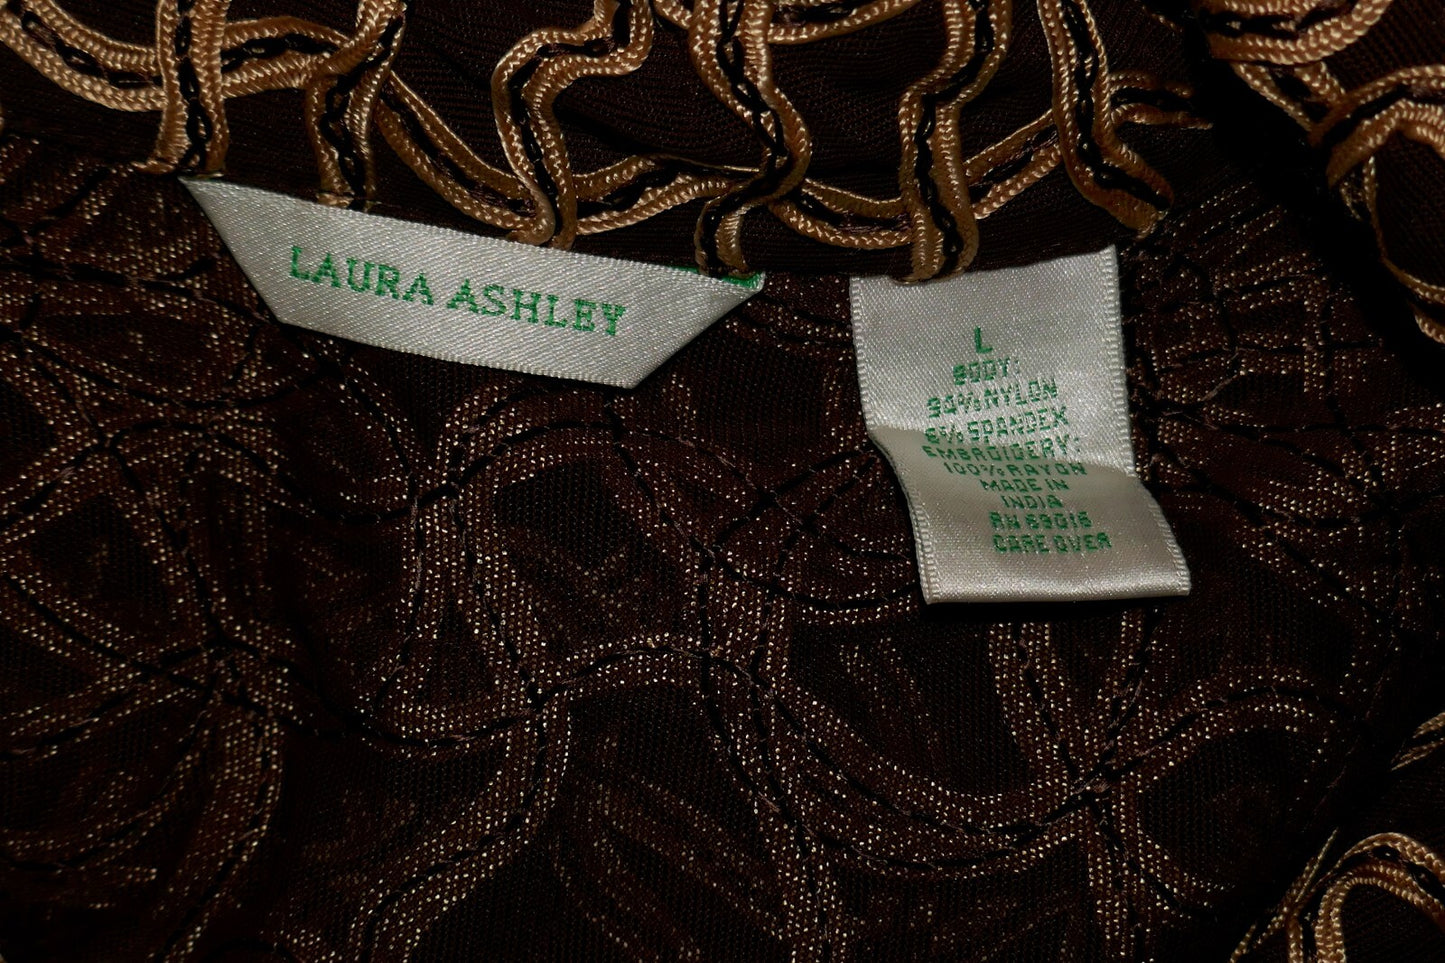 LAURA ASHLEY
L
BODY:
94% NYLON
6% SPANDEX
EMBROIDERY:
100% RAYON
MADE IN
INDIA
RN 69016
CARE OVER